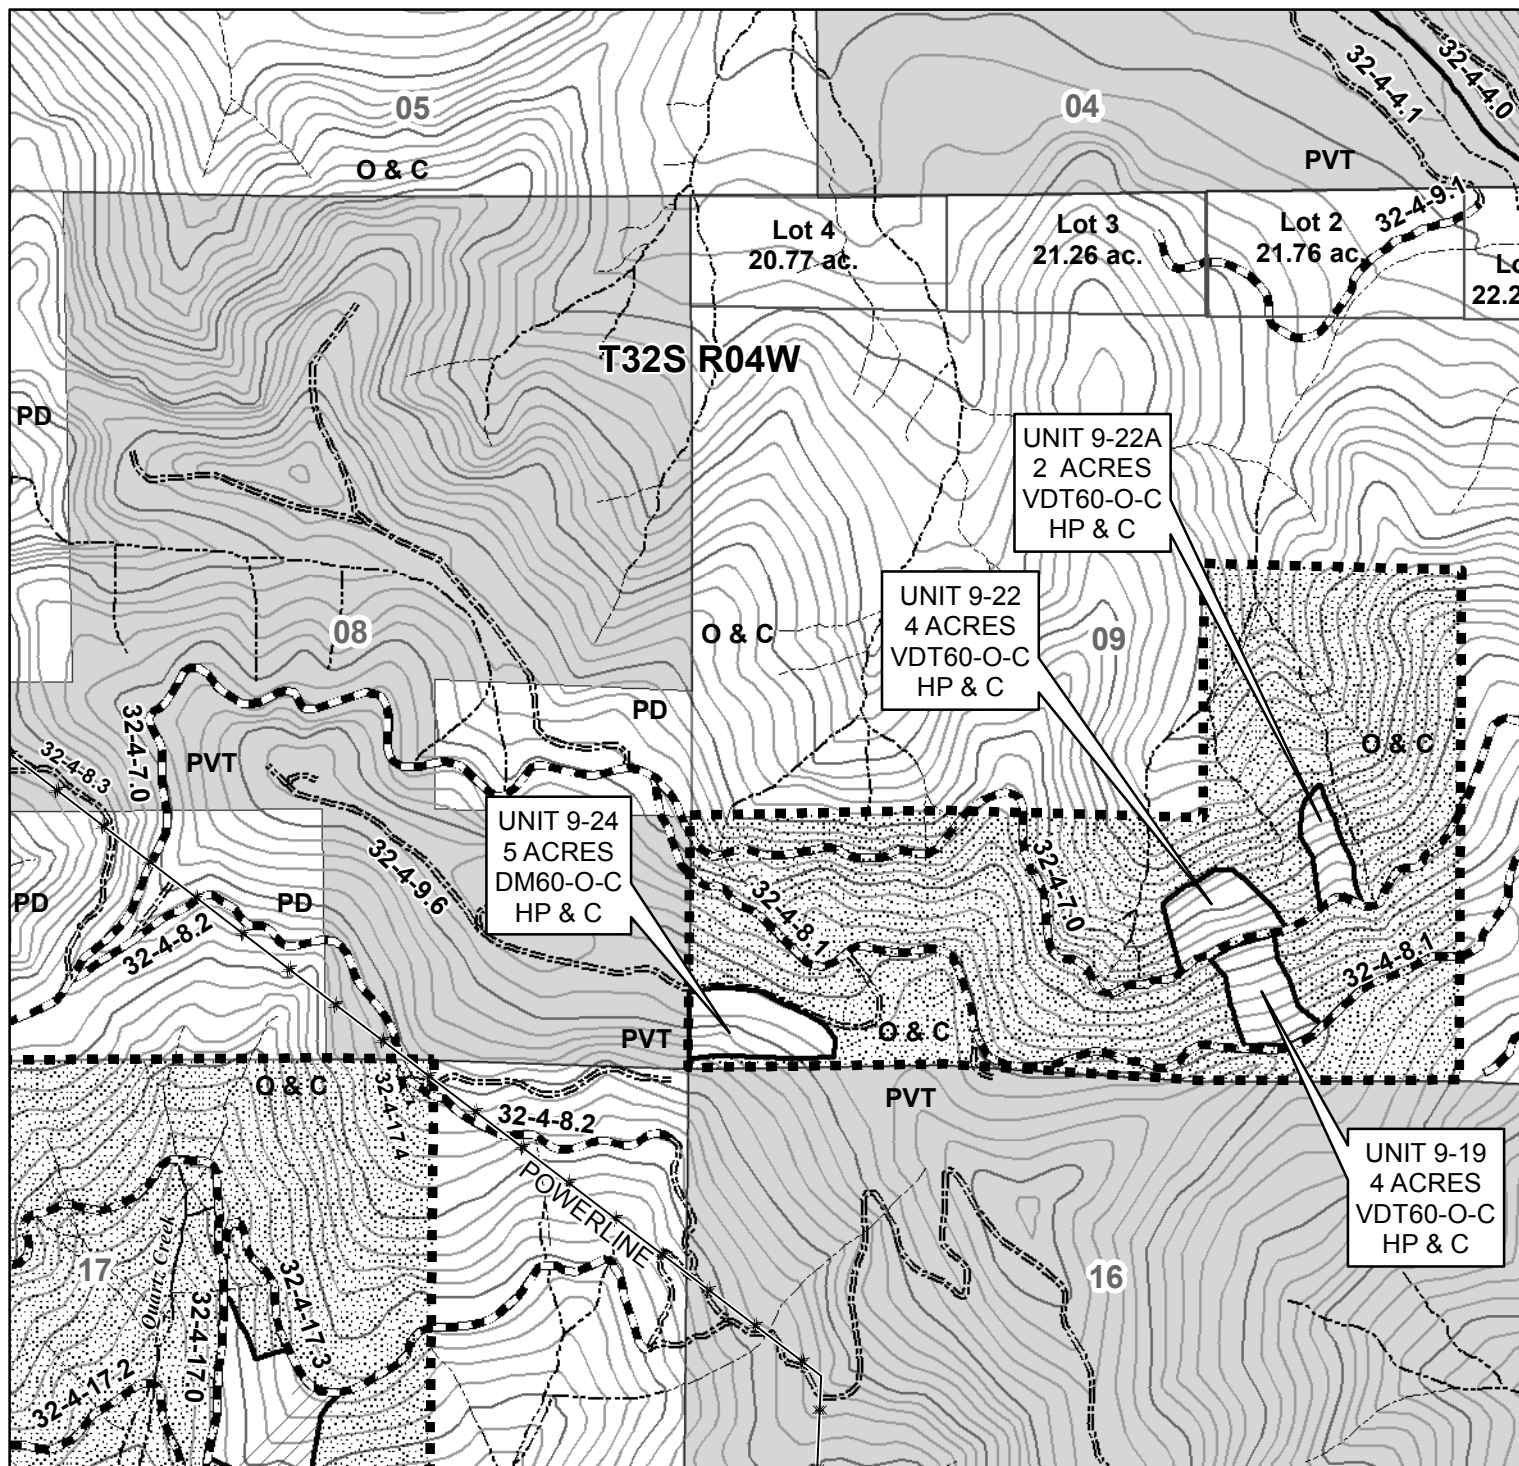 05
04
32-4-4.1
32-4-4.0
O & C
PVT
Lot 4
20.77 ac.
Lot 3
21.26 ac.
Lot 2
21.76 ac.
32-4-9.1
T32S R04W
PD
UNIT 9-22A
2 ACRES
VDT60-O-C
HP & C
UNIT 9-22
4 ACRES
VDT60-O-C
HP & C
08
O & C
09
PD
32-4-7.0
PVT
32-4-8.3
O & C
UNIT 9-24
5 ACRES
DM60-O-C
HP & C
32-4-9.6
32-4-7.0
PD
PD
32-4-8.2
32-4-8.1
32-4-8.1
PVT
O & C
O & C
32-4-17.4
32-4-8.2
PVT
POWERLINE
UNIT 9-19
4 ACRES
VDT60-O-C
HP & C
17
Quartz Creek
16
32-4-17.3
32-4-17.0
32-4-17.2